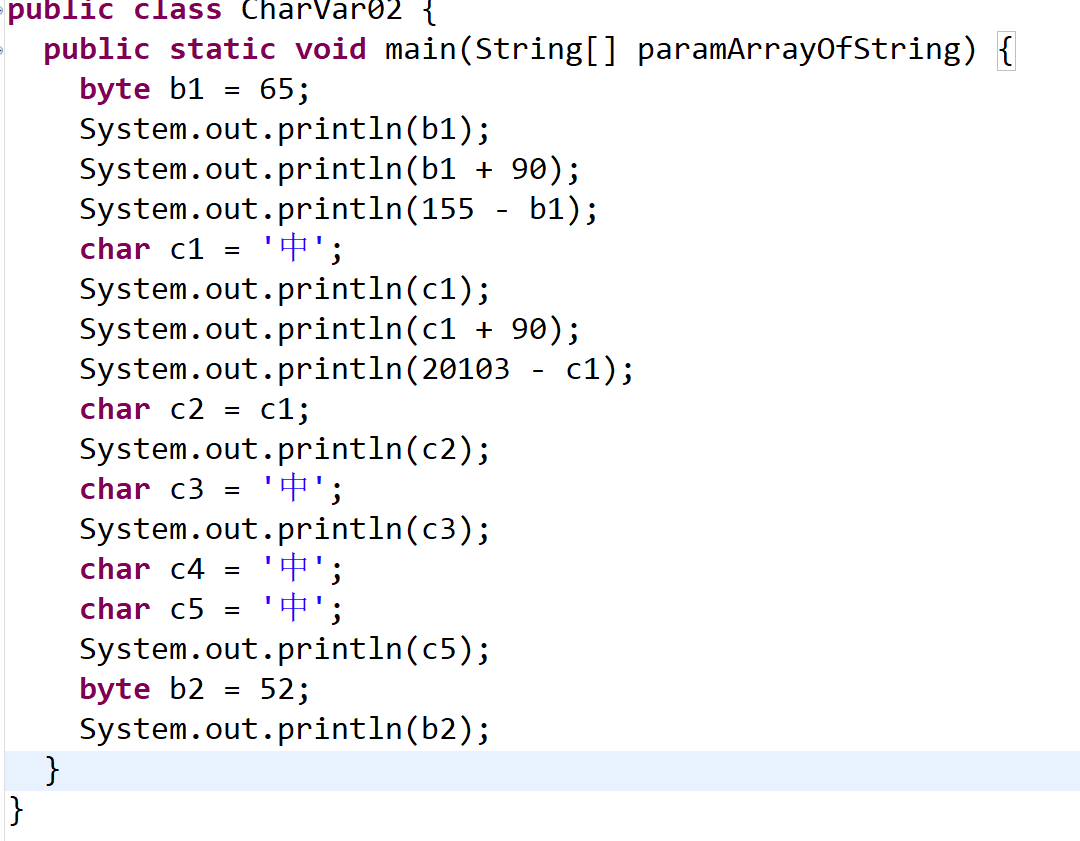 public class CharVar02 {
public static void main(String[] paramArrayOfString) {
byte b1 = 65;
System.out.println(b1);
System.out.println(b1 + 90);
System.out.println(155 - b1);
char c1 = '中';
System.out.println(c1);
System.out.println(c1 + 90);
System.out.println(20103 - c1);
char c2 = c1;
System.out.println(c2);
char c3 = '中';
System.out.println(c3);
char c4 = '中';
char c5 = '中';
System.out.println(c5);
byte b2 = 52;
System.out.println(b2);
}
}